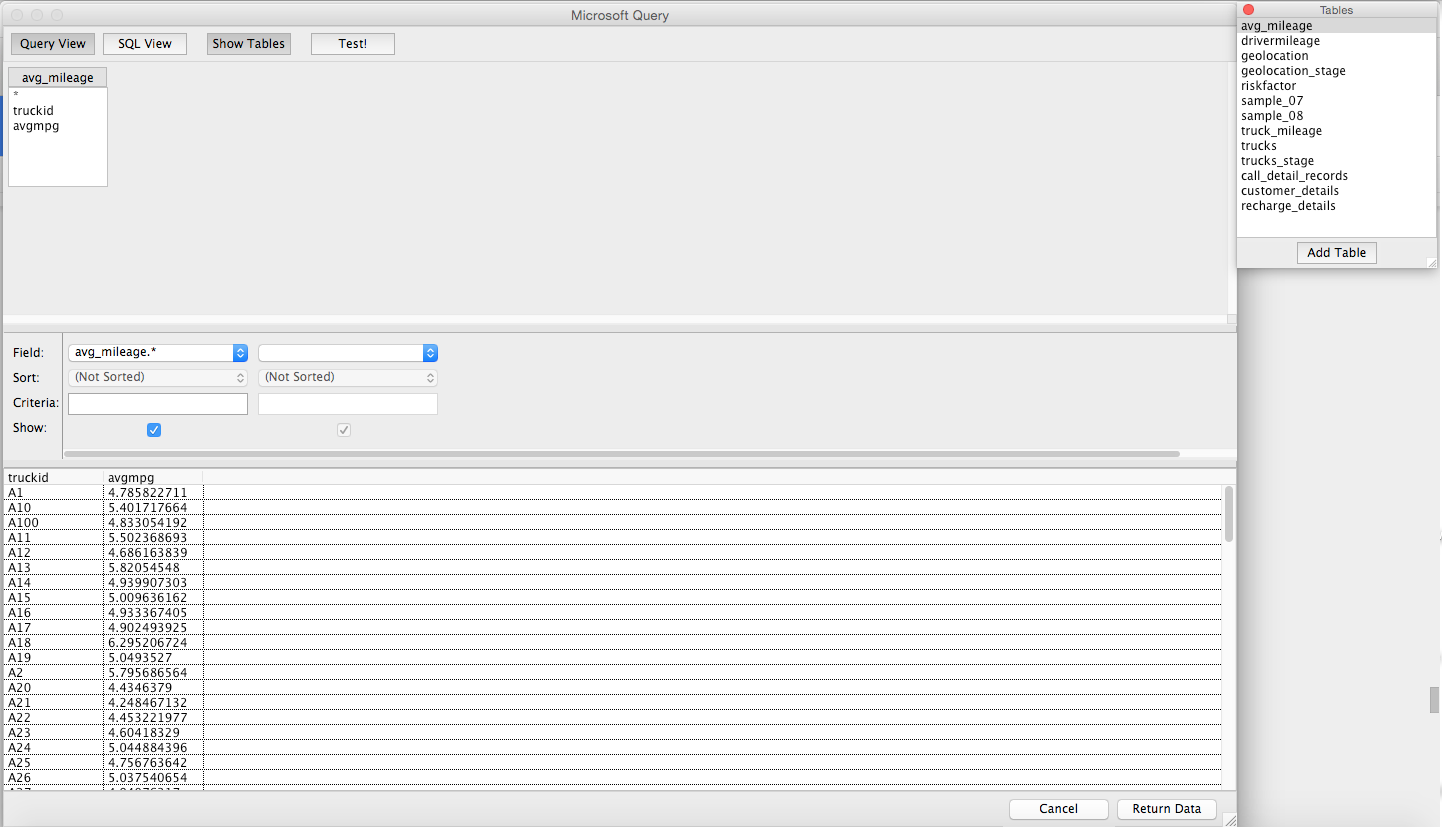 Microsoft Query
Query View SQL View Show Tables Test!
avg_mileage
*
truckid
avgmpg
Tables
avg_mileage
drivermileage
geolocation
geolocation_stage
riskfactor
sample_07
sample_08
truck_mileage
trucks
trucks_stage
call_detail_records
customer_details
recharge_details
Add Table
Field: avg_mileage.*
Sort: (Not Sorted) (Not Sorted)
Criteria:
Show:
truckid avgmpg
A1 4.785822711
A10 5.401717664
A100 4.833054192
A11 5.502368693
A12 4.686163839
A13 5.82054548
A14 4.939907303
A15 5.009636162
A16 4.933367405
A17 4.902493925
A18 6.295206724
A19 5.0493527
A2 5.795686564
A20 4.4346379
A21 4.248467132
A22 4.453221977
A23 4.60418329
A24 5.044884396
A25 4.756763642
A26 5.037540654
Cancel Return Data